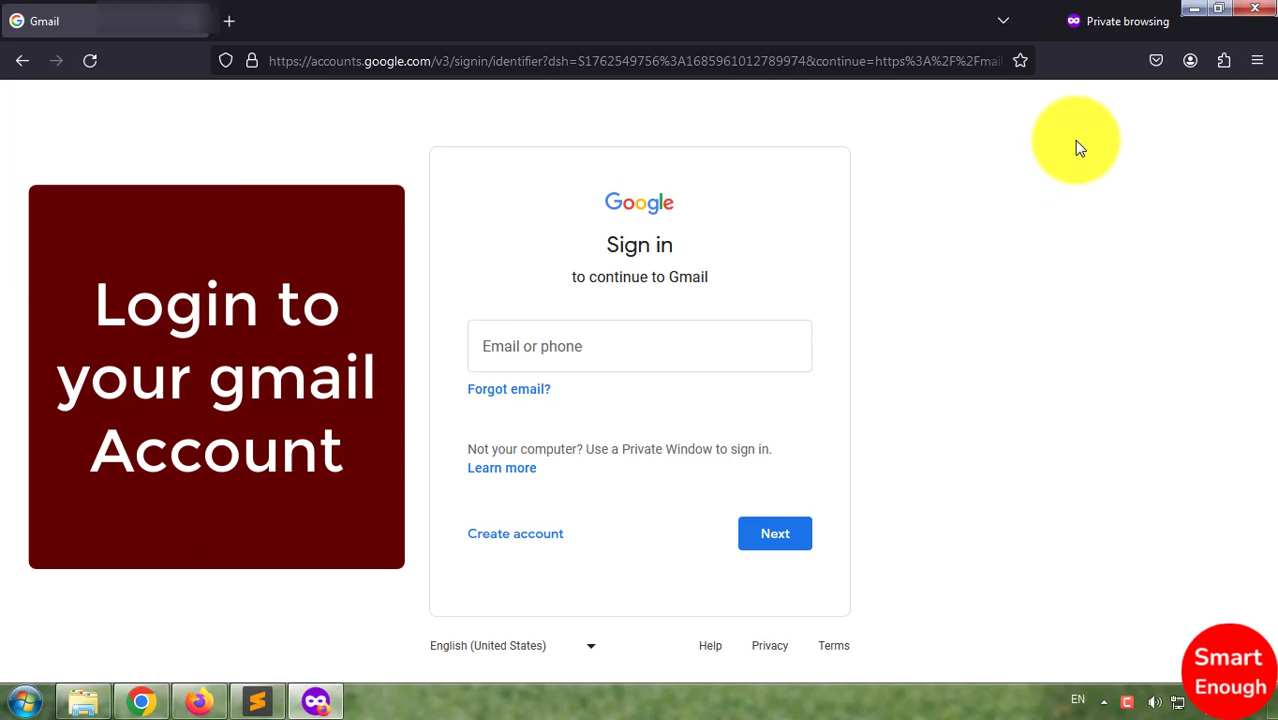 Gmail
Private browsing
https://accounts.google.com/v3/signin/identifier?dsh=S1762549756%3A1685961012789974&continue=https%3A%2F%2Fmail.
Google
Sign in
to continue to Gmail
Email or phone
Forgot email?
Not your computer? Use a Private Window to sign in.
Learn more
Create account
Next
English (United States)
Help
Privacy
Terms
Login to
your gmail
Account
EN
Smart
Enough